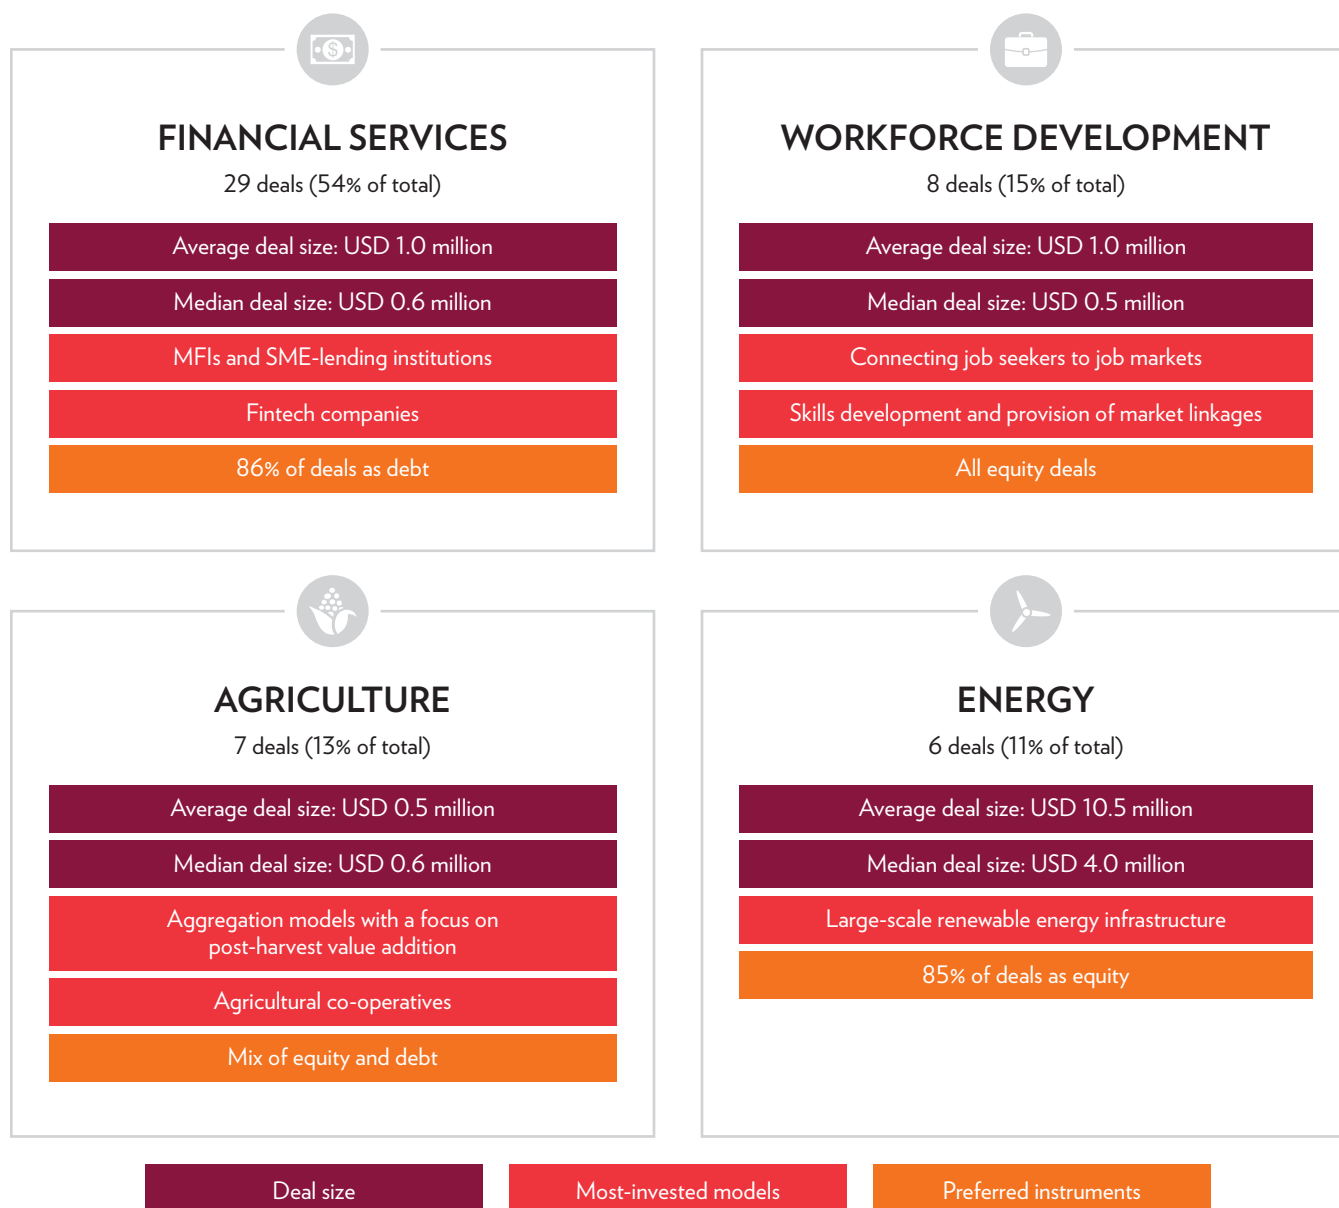 FINANCIAL SERVICES
29 deals (54% of total)
Average deal size: USD 1.0 million
Median deal size: USD 0.6 million
MFIs and SME-lending institutions
Fintech companies
86% of deals as debt
WORKFORCE DEVELOPMENT
8 deals (15% of total)
Average deal size: USD 1.0 million
Median deal size: USD 0.5 million
Connecting job seekers to job markets
Skills development and provision of market linkages
All equity deals
AGRICULTURE
7 deals (13% of total)
Average deal size: USD 0.5 million
Median deal size: USD 0.6 million
Aggregation models with a focus on
post-harvest value addition
Agricultural co-operatives
Mix of equity and debt
ENERGY
6 deals (11% of total)
Average deal size: USD 10.5 million
Median deal size: USD 4.0 million
Large-scale renewable energy infrastructure
85% of deals as equity
Deal size
Most-invested models
Preferred instruments